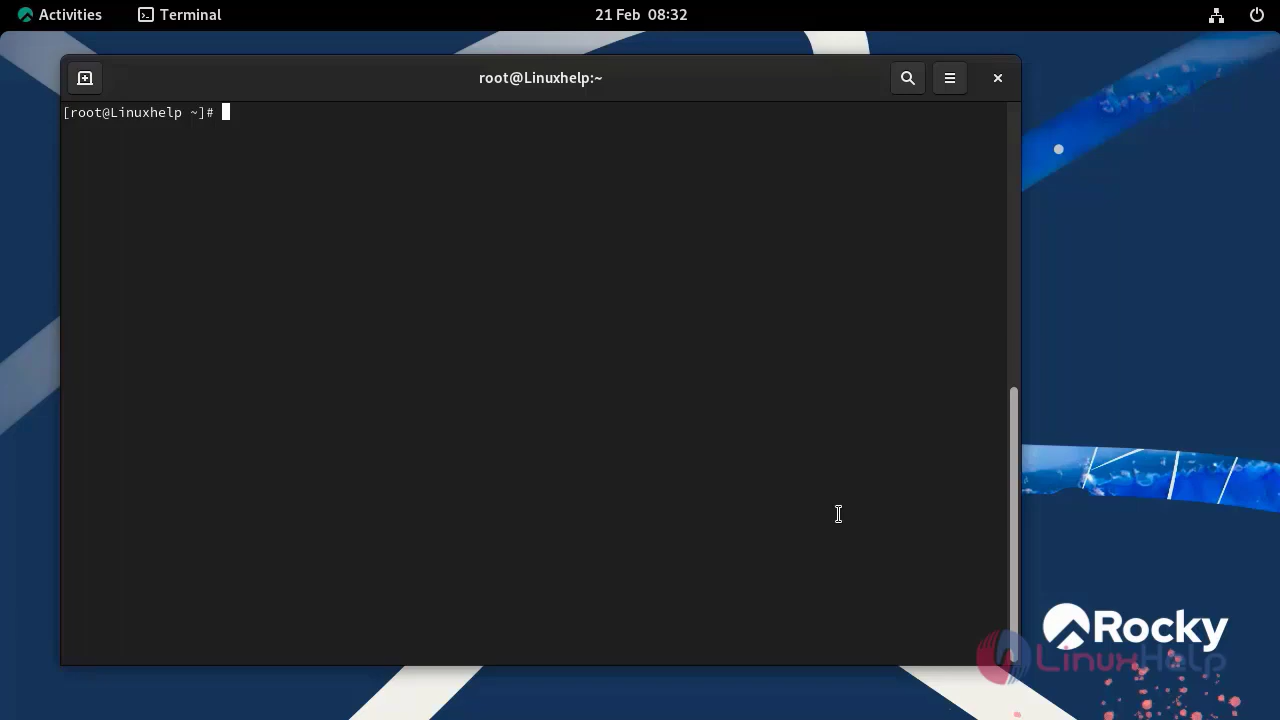 Activities Terminal 21 Feb 08:32
root@Linuxhelp:~
[root@Linuxhelp ~]#
Rocky
LinuxHelp